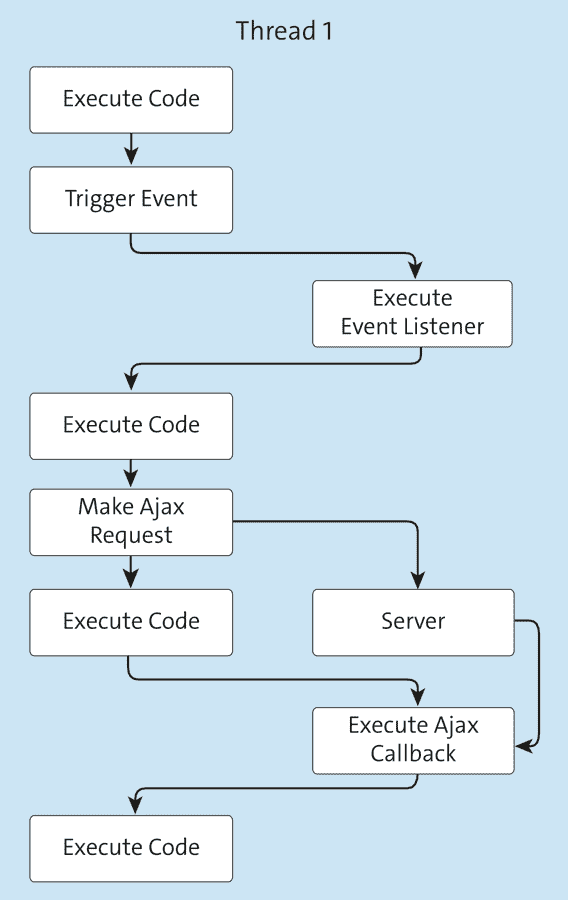 Thread 1
Execute Code
Trigger Event
Execute
Event Listener
Execute Code
Make Ajax
Request
Execute Code
Server
Execute Ajax
Callback
Execute Code